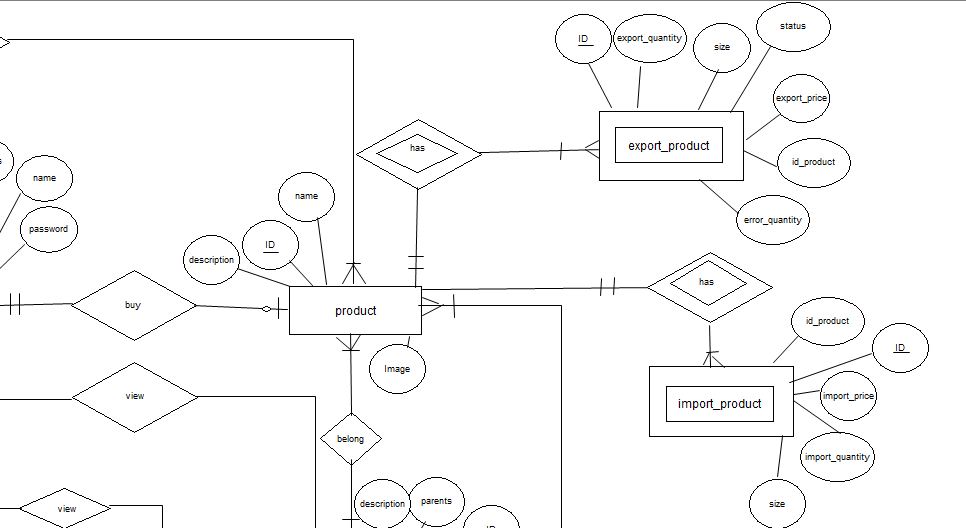 status
ID
export_quantity
size
export_price
has
export_product
id_product
name
name
error_quantity
password
ID
description
has
buy
product
id_product
ID
Image
view
import_price
import_product
belong
import_quantity
description
parents
size
view
ID